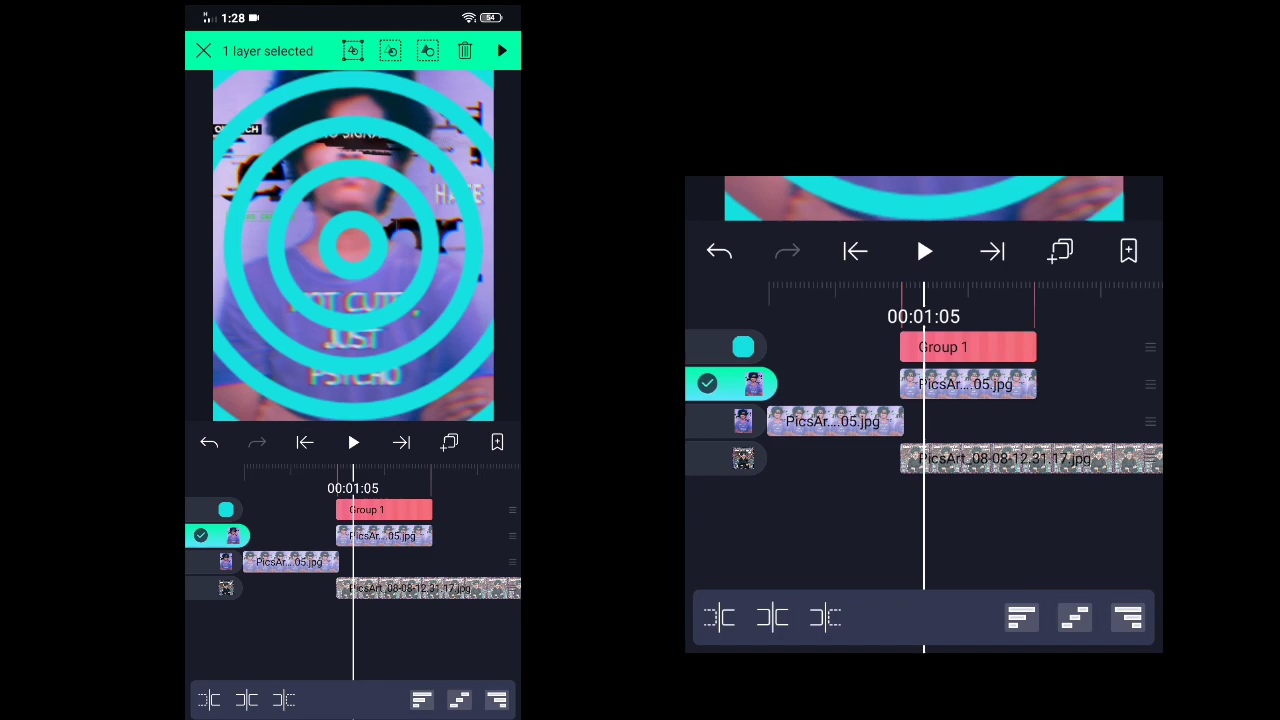 H
1:28
54
1 layer selected
NO SIGNAL
HATE
NOT CUTE,
JUST
PSYCHO
00:01:05
Group 1
PicsAr....05.jpg
PicsAr....05.jpg
PicsArt_08-08-12.31.17.jpg
00:01:05
Group 1
PicsAr....05.jpg
PicsAr....05.jpg
PicsArt_08-08-12.31.17.jpg